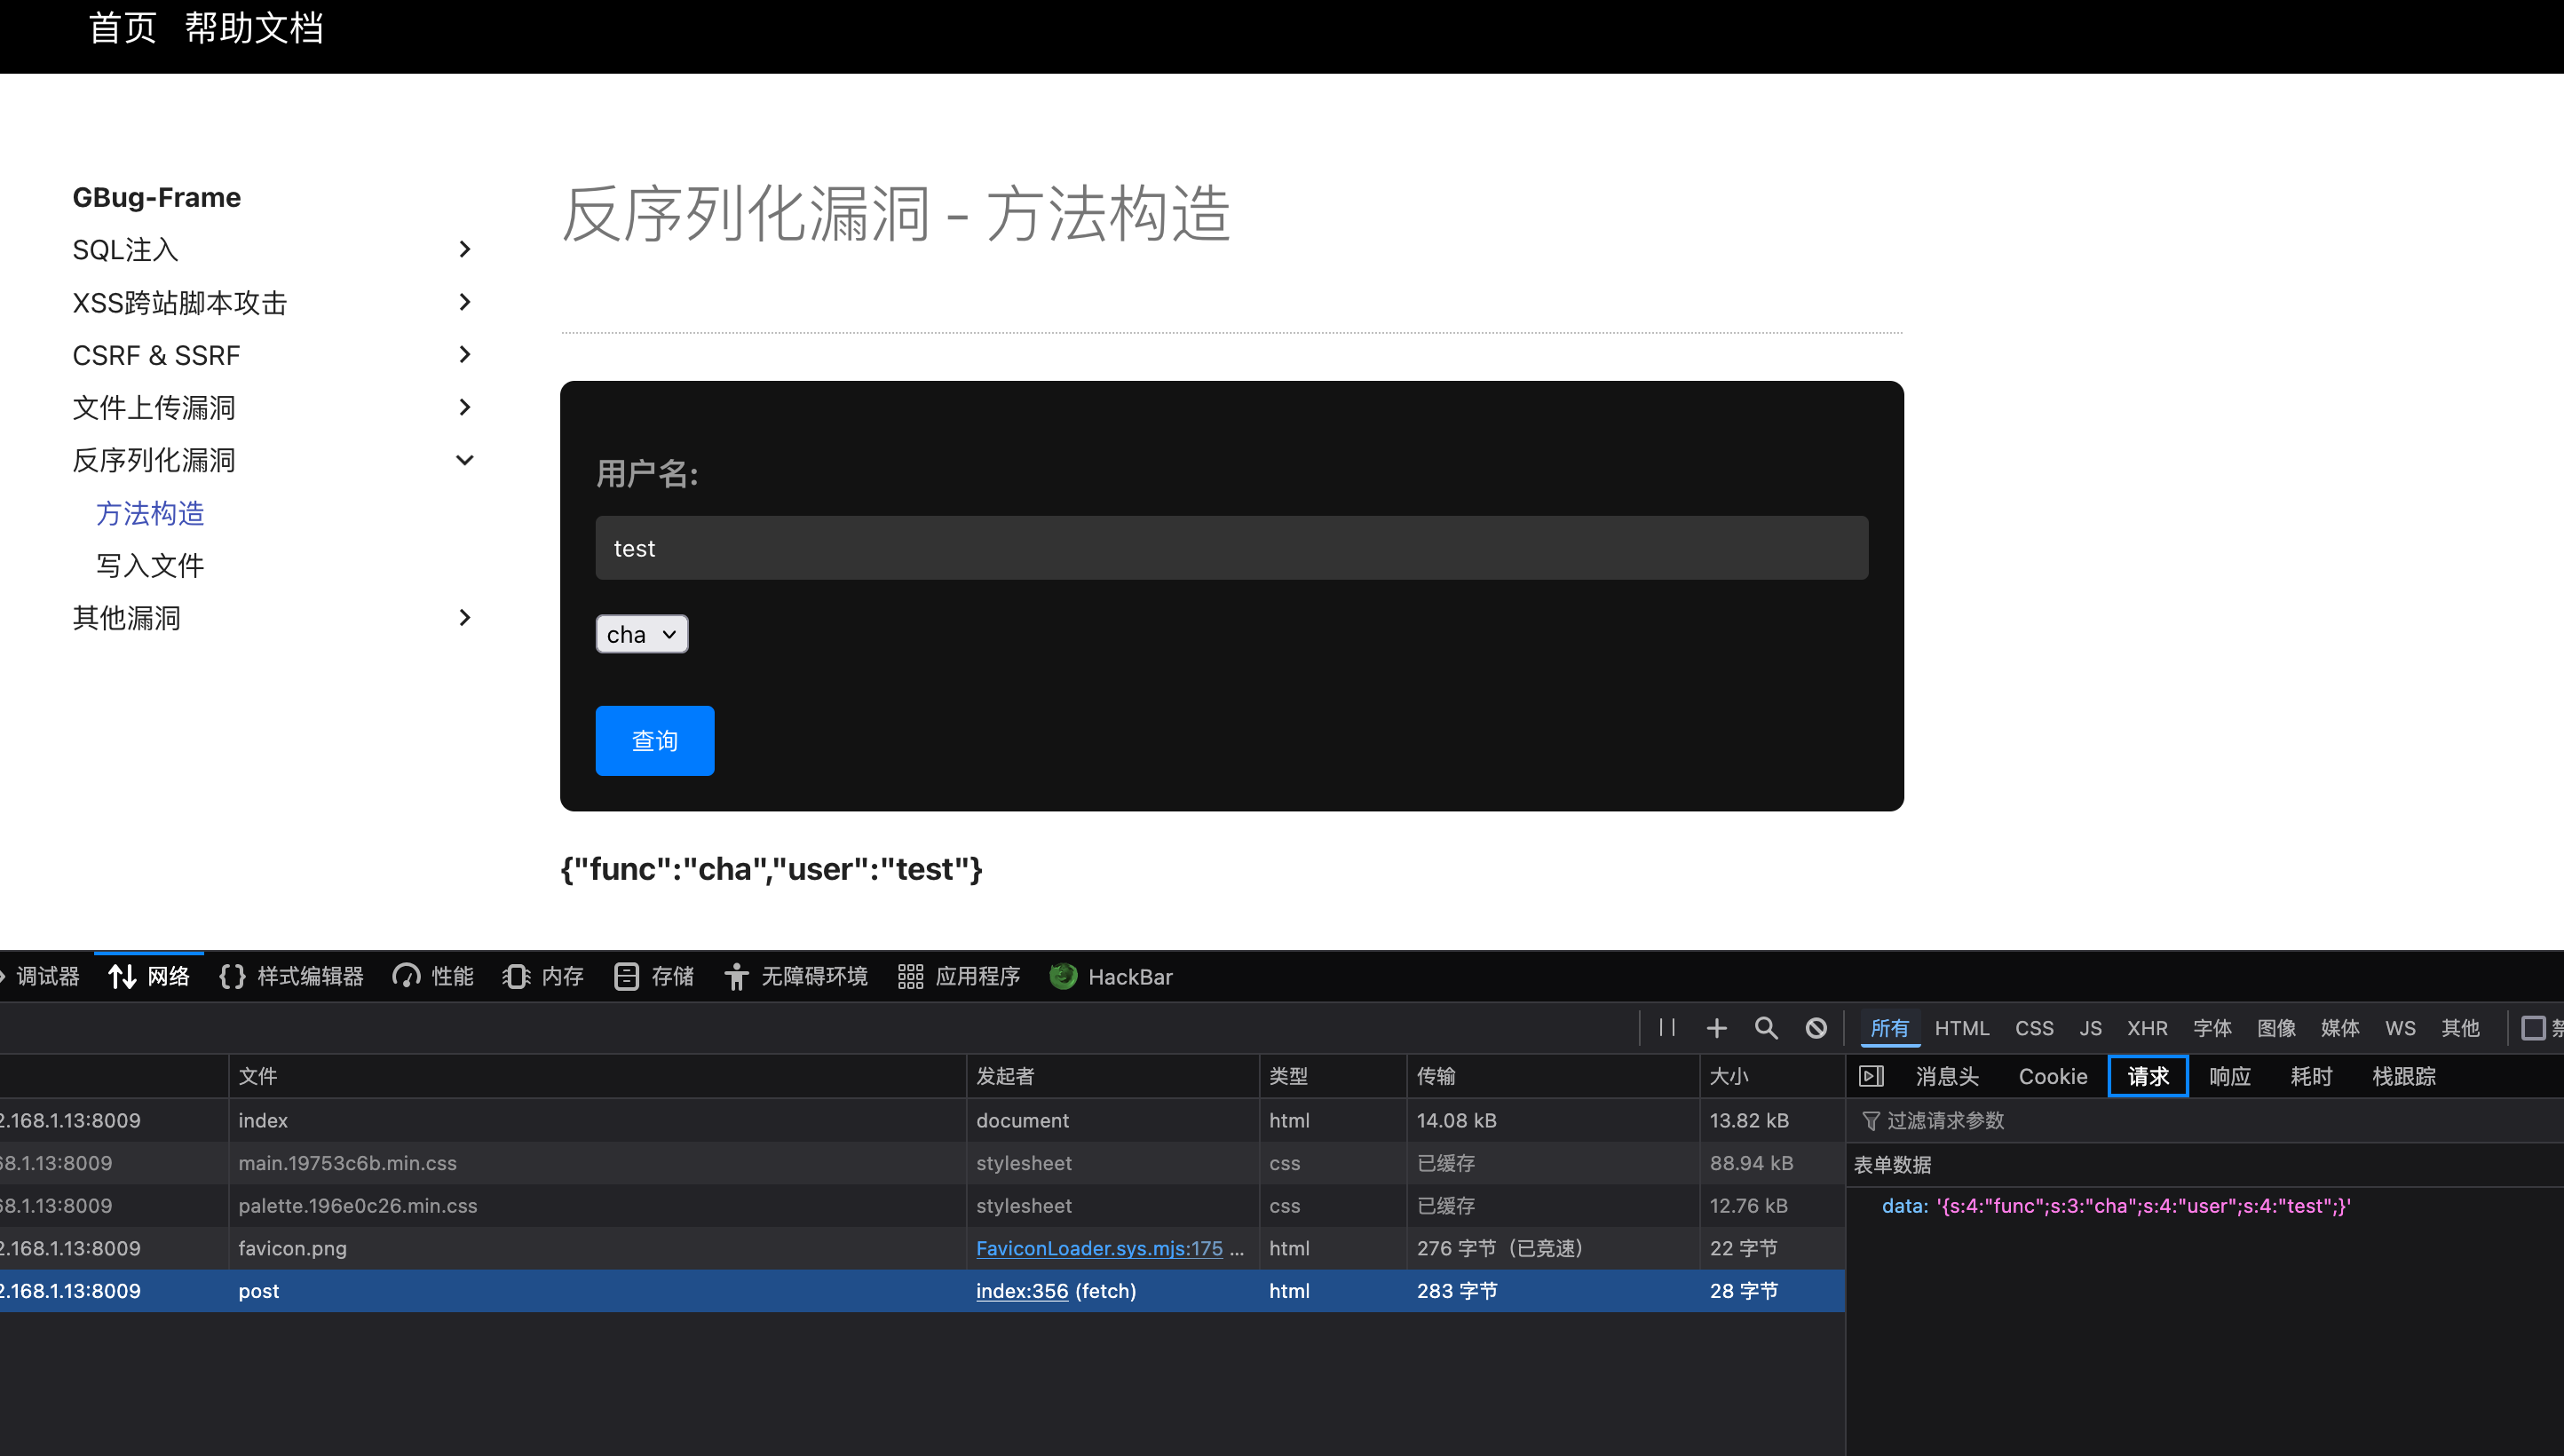 首页 帮助文档
GBug-Frame
SQL注入
XSS跨站脚本攻击
CSRF & SSRF
文件上传漏洞
反序列化漏洞
方法构造
写入文件
其他漏洞
反序列化漏洞 - 方法构造
用户名:
test
cha
查询
{"func":"cha","user":"test"}
调试器 网络 样式编辑器 性能 内存 存储 无障碍环境 应用程序 HackBar
所有 HTML CSS JS XHR 字体 图像 媒体 WS 其他 禁
文件 发起者 类型 传输 大小
2.168.1.13:8009 index document html 14.08 kB 13.82 kB
68.1.13:8009 main.19753c6b.min.css stylesheet css 已缓存 88.94 kB
68.1.13:8009 palette.196e0c26.min.css stylesheet css 已缓存 12.76 kB
2.168.1.13:8009 favicon.png FaviconLoader.sys.mjs:175 ... html 276 字节（已竞速） 22 字节
2.168.1.13:8009 post index:356 (fetch) html 283 字节 28 字节
消息头 Cookie 请求 响应 耗时 栈跟踪
过滤请求参数
表单数据
data: '{s:4:"func";s:3:"cha";s:4:"user";s:4:"test";}'